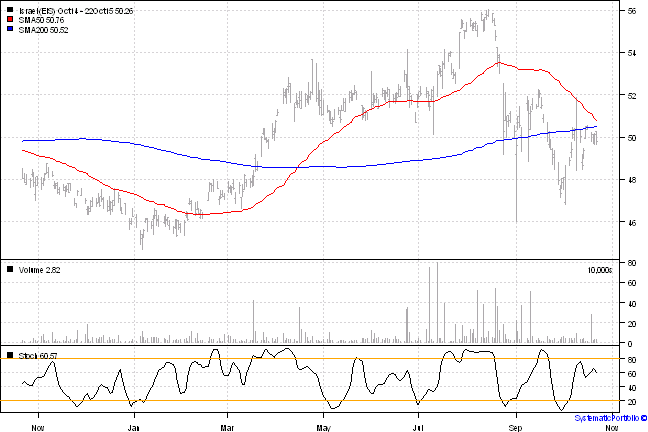 Israel (EIS) Oct14 - 22Oct15 50.26
SMA50 50.76
SMA200 50.52
56
54
52
50
48
46
Volume 2.82
10,000s
80
60
40
20
0
Stoch 60.57
80
60
40
20
Nov Jan Mar May Jul Sep Nov
SystematicPortfolio ©